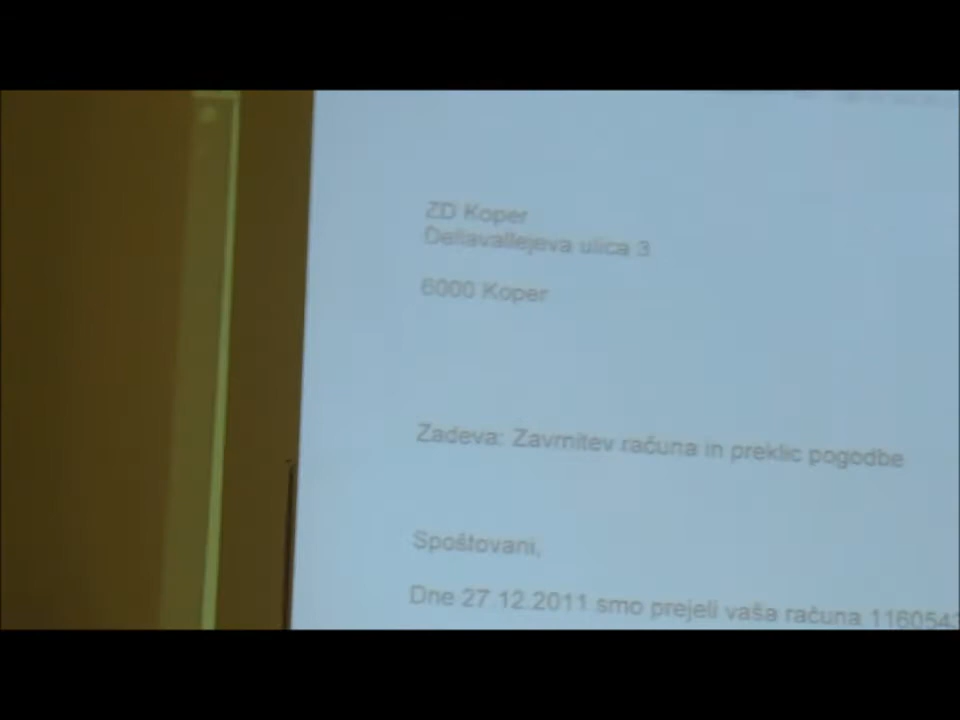 ZD Koper
Dellavallejeva ulica 3
6000 Koper
Zadeva: Zavrnitev računa in preklic pogodbe
Spoštovani,
Dne 27.12.2011 smo prejeli vaša računa 1160543